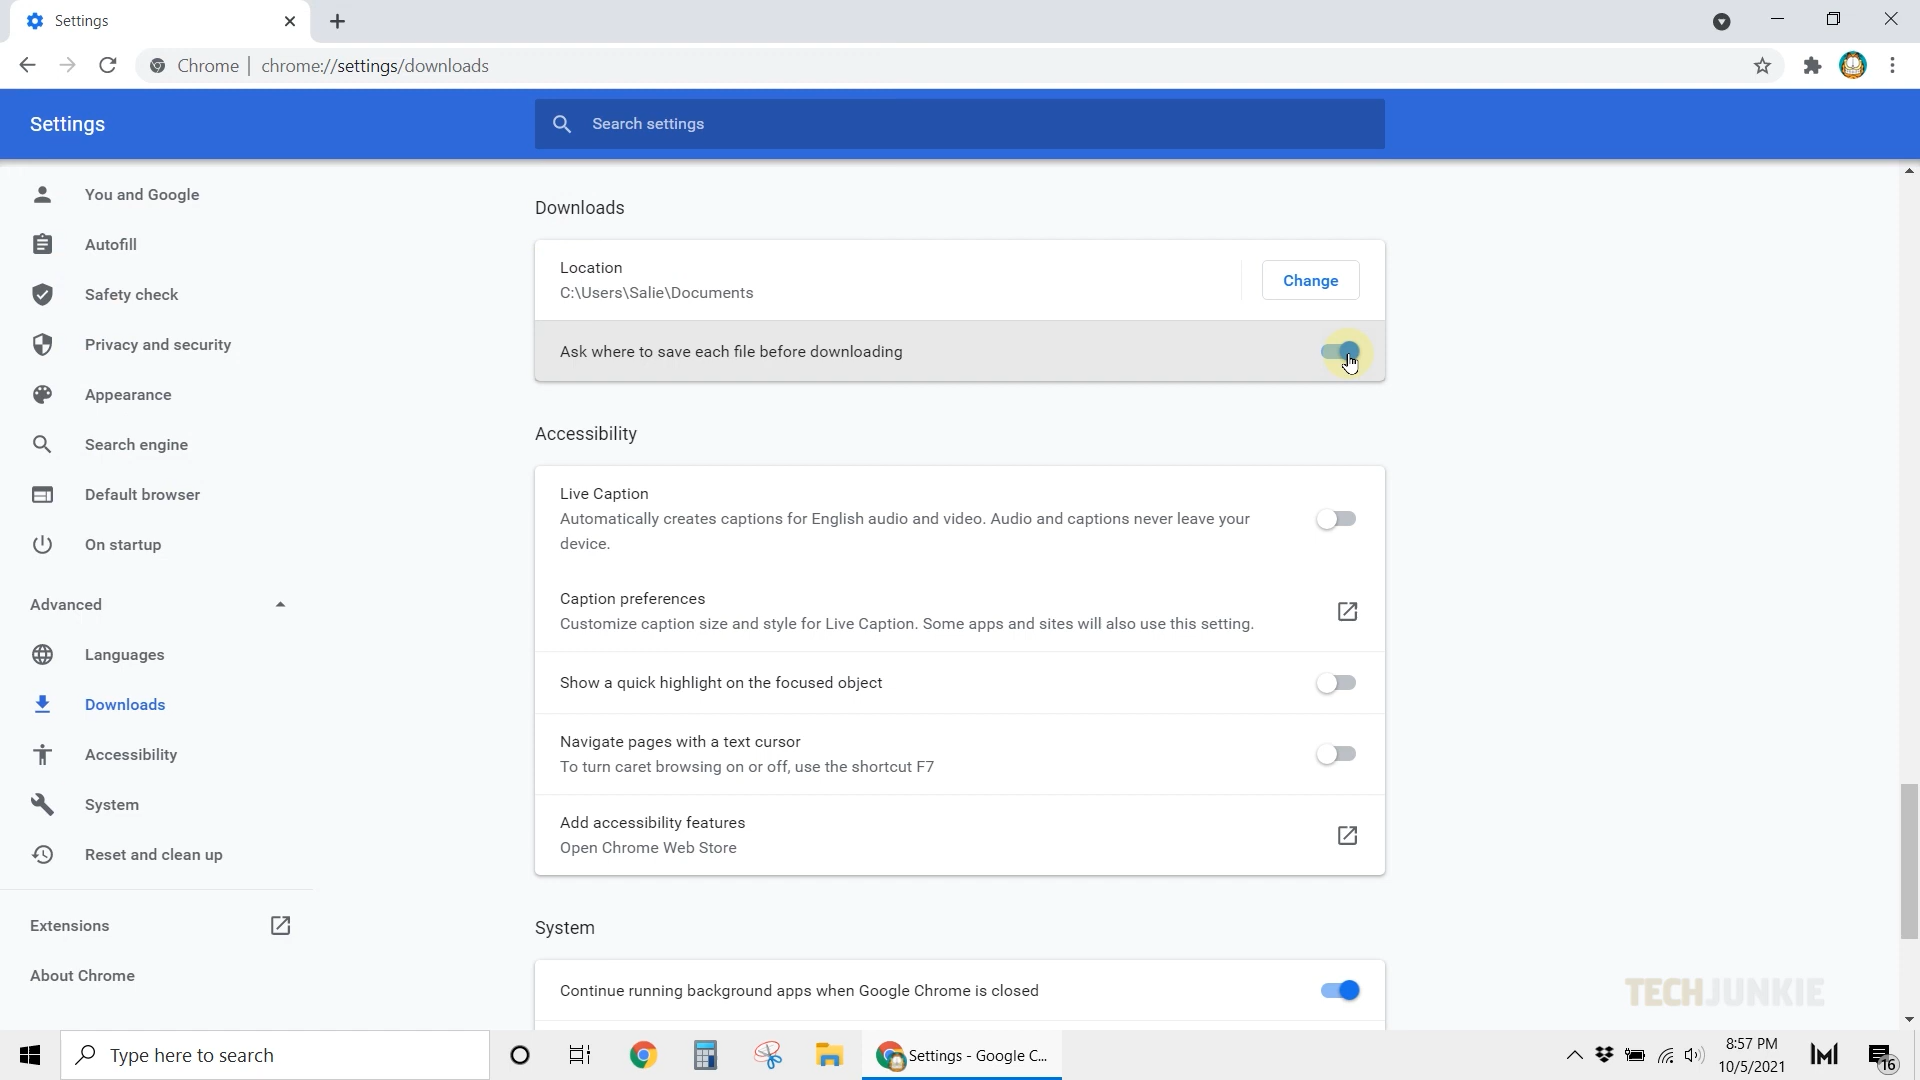 Settings
Chrome | chrome://settings/downloads
Settings
Search settings
You and Google
Autofill
Safety check
Privacy and security
Appearance
Search engine
Default browser
On startup
Advanced
Languages
Downloads
Accessibility
System
Reset and clean up
Extensions
About Chrome
Downloads
Location
C:\Users\Salie\Documents
Change
Ask where to save each file before downloading
Accessibility
Live Caption
Automatically creates captions for English audio and video. Audio and captions never leave your
device.
Caption preferences
Customize caption size and style for Live Caption. Some apps and sites will also use this setting.
Show a quick highlight on the focused object
Navigate pages with a text cursor
To turn caret browsing on or off, use the shortcut F7
Add accessibility features
Open Chrome Web Store
System
Continue running background apps when Google Chrome is closed
TECHJUNKIE
Type here to search
Settings - Google C...
8:57 PM
10/5/2021
16